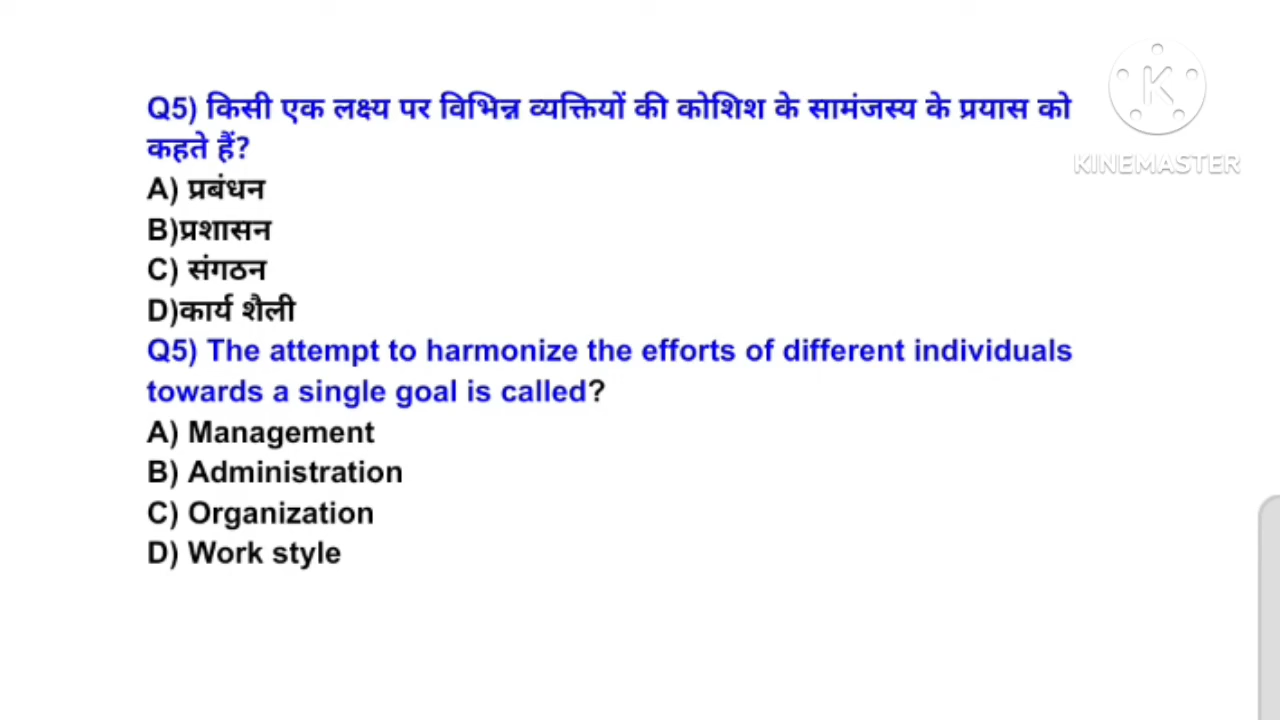 Q5) किसी एक लक्ष्य पर विभिन्न व्यक्तियों की कोशिश के सामंजस्य के प्रयास को
कहते हैं?
A) प्रबंधन
B)प्रशासन
C) संगठन
D)कार्य शैली
Q5) The attempt to harmonize the efforts of different individuals
towards a single goal is called?
A) Management
B) Administration
C) Organization
D) Work style
K
KINEMASTER